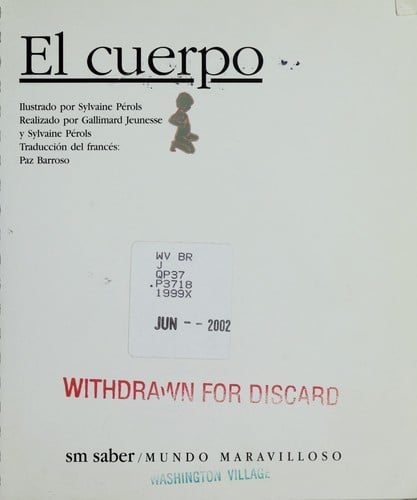 El cuerpo
Ilustrado por Sylvaine Pérols
Realizado por Gallimard Jeunesse
y Sylvaine Pérols
Traducción del francés:
Paz Barroso
WV BR
J
QP37
.P3718
1999X
JUN -- 2002
WITHDRAWN FOR DISCARD
sm saber/MUNDO MARAVILLOSO
WASHINGTON VILLAGE